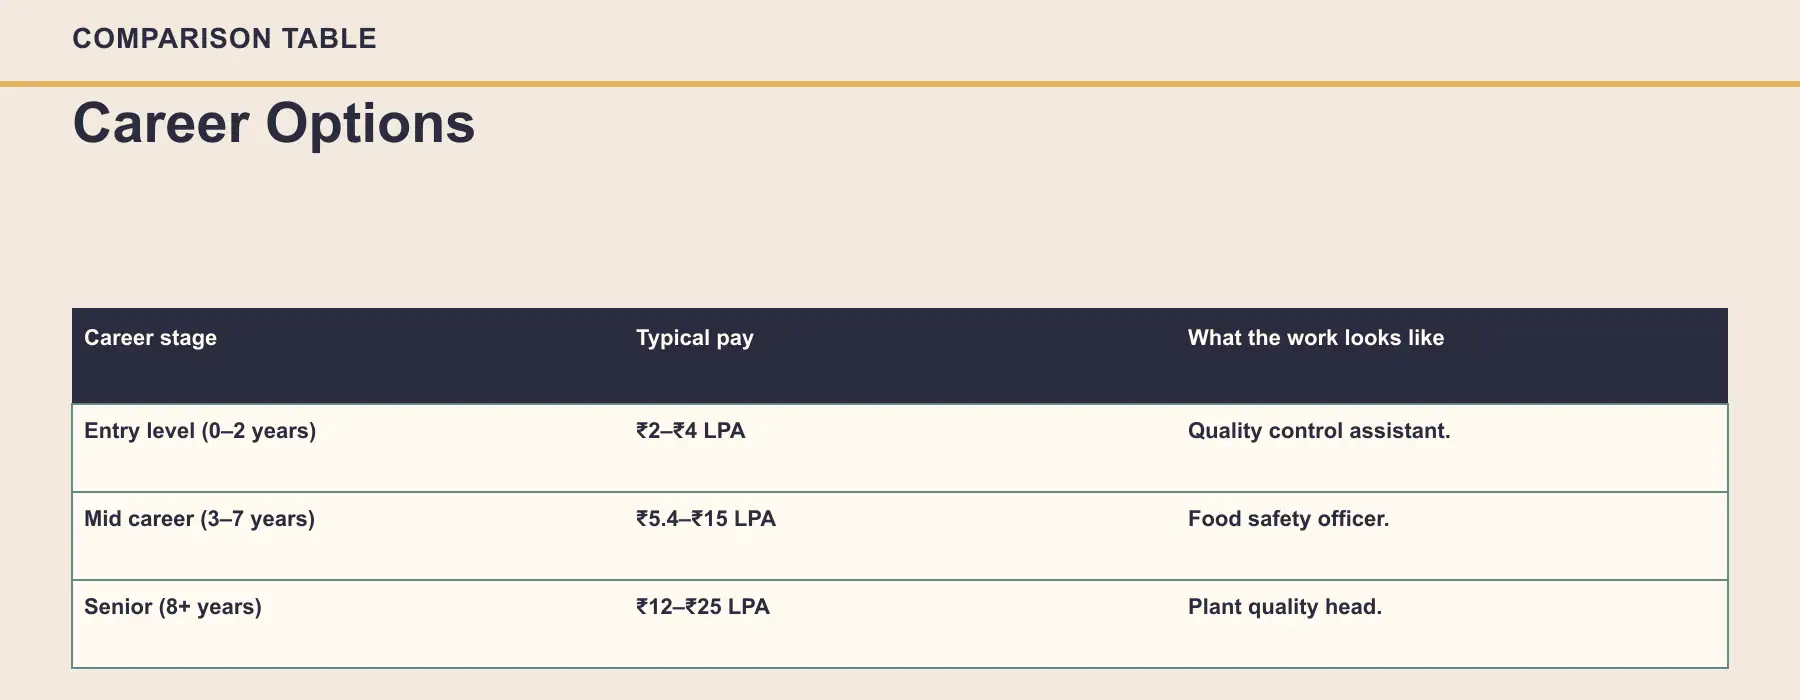 COMPARISON TABLE
Career Options
Career stage Typical pay What the work looks like
Entry level (0–2 years) ₹2–₹4 LPA Quality control assistant.
Mid career (3–7 years) ₹5.4–₹15 LPA Food safety officer.
Senior (8+ years) ₹12–₹25 LPA Plant quality head.